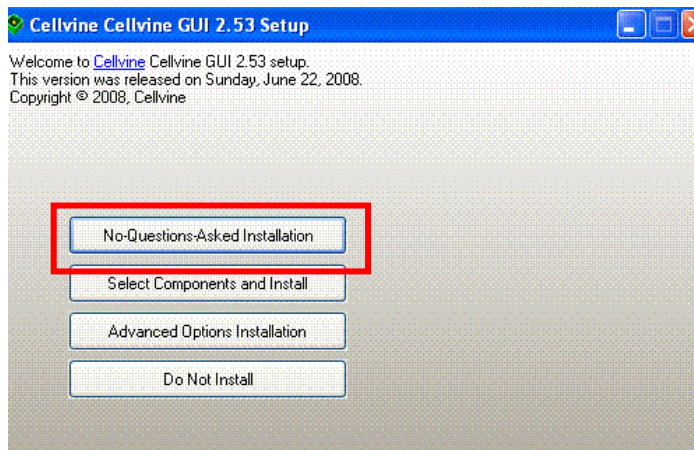 Cellvine Cellvine GUI 2.53 Setup
Welcome to Cellvine Cellvine GUI 2.53 setup.
This version was released on Sunday, June 22, 2008.
Copyright © 2008, Cellvine
No-Questions-Asked Installation
Select Components and Install
Advanced Options Installation
Do Not Install